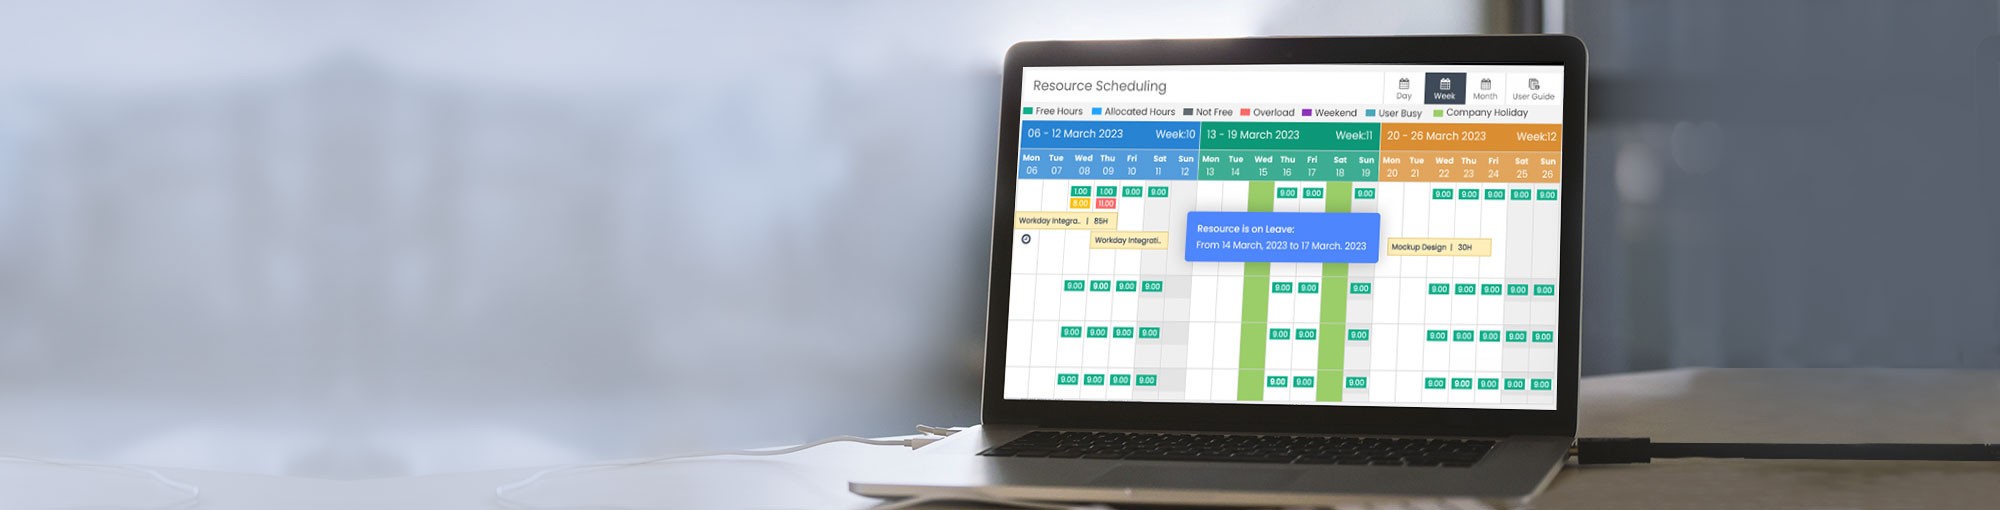 Resource Scheduling
Day Week Month User Guide
Free Hours Allocated Hours Not Free Overload Weekend User Busy Company Holiday
06 - 12 March 2023 Week:10 13 - 19 March 2023 Week:11 20 - 26 March 2023 Week:12
Mon Tue Wed Thu Fri Sat Sun Mon Tue Wed Thu Fri Sat Sun Mon Tue Wed Thu Fri Sat Sun
06 07 08 09 10 11 12 13 14 15 16 17 18 19 20 21 22 23 24 25 26
1.00 1.00 9.00 9.00 9.00 9.00 9.00 9.00 9.00 9.00 9.00 9.00
8.00 11.00
Workday Integra.. | 85H
Workday Integrati..
Resource is on Leave:
From 14 March, 2023 to 17 March. 2023
Mockup Design | 30H
9.00 9.00 9.00 9.00 9.00 9.00 9.00 9.00 9.00 9.00 9.00 9.00
9.00 9.00 9.00 9.00 9.00 9.00 9.00 9.00 9.00 9.00 9.00 9.00
9.00 9.00 9.00 9.00 9.00 9.00 9.00 9.00 9.00 9.00 9.00 9.00